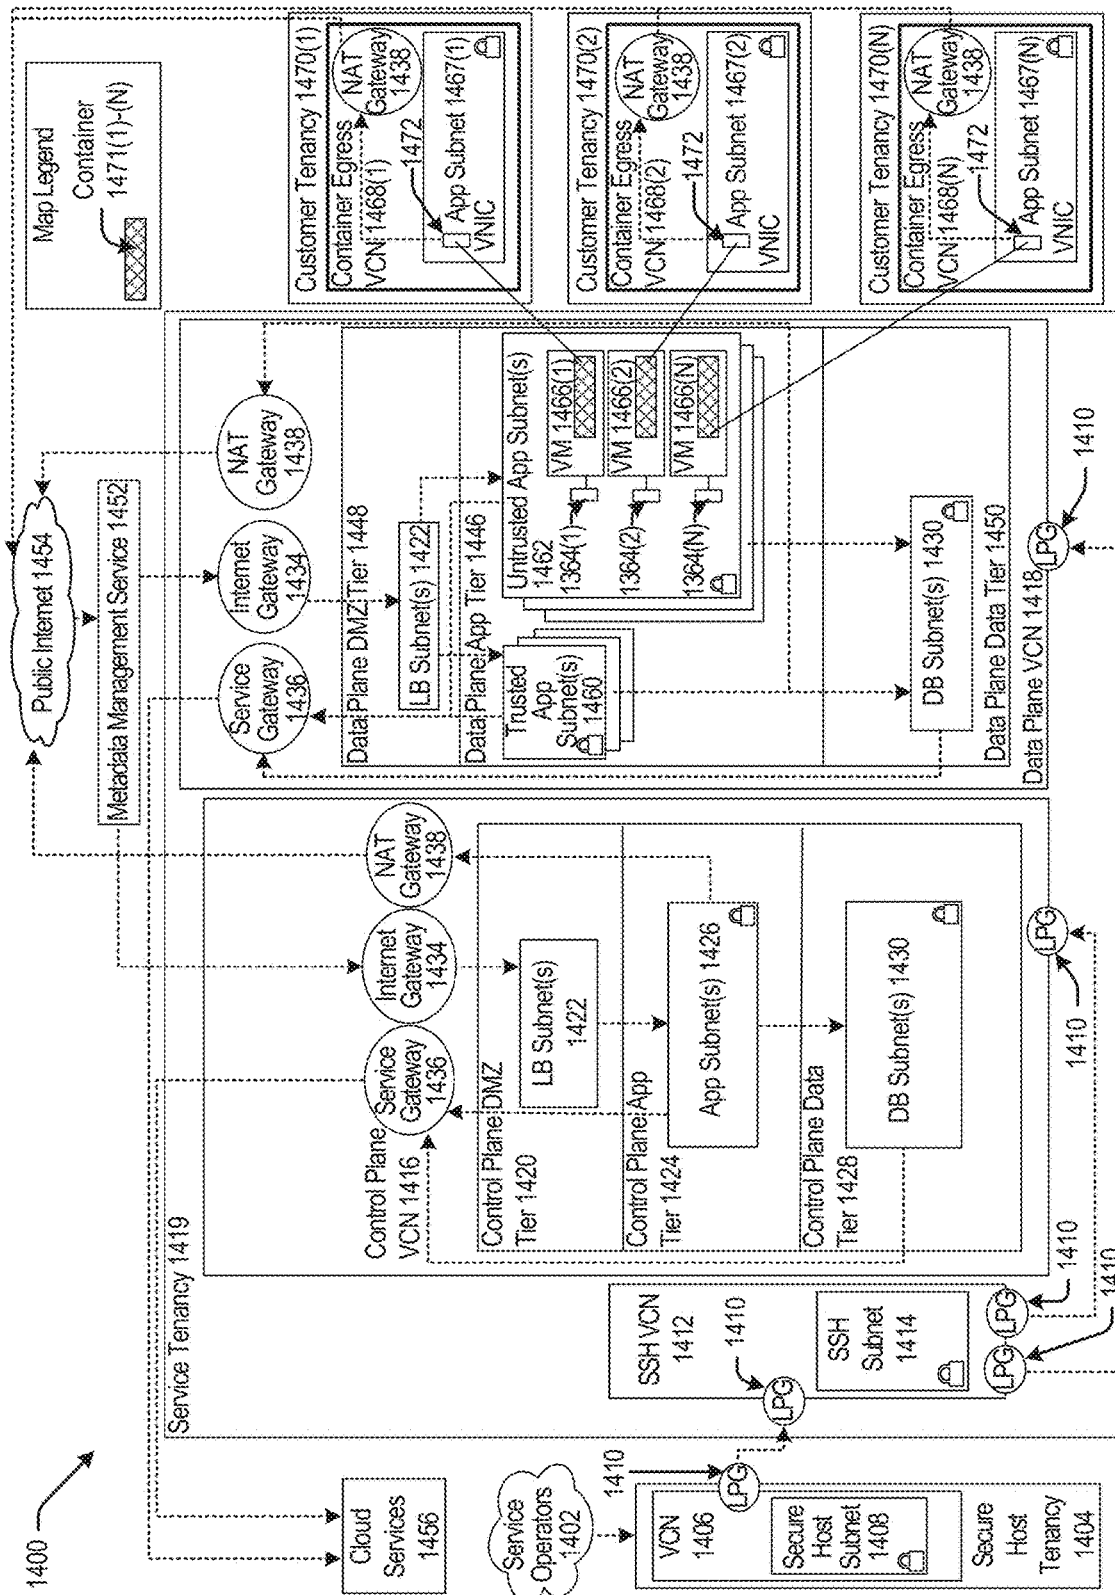 1400
Cloud
Services
1456
Service
Operators
1402
1410
VCN
1406
LPG
Secure
Host
Subnet
1408
Secure
Host
Tenancy
1404
Service Tenancy 1419
SSH VCN
1412
1410
LPG
SSH
Subnet
1414
LPG
LPG
1410
1410
Control Plane
VCN 1416
Service
Gateway
1436
Internet
Gateway
1434
NAT
Gateway
1438
Control Plane DMZ
Tier 1420
LB Subnet(s)
1422
Control Plane App
Tier 1424
App Subnet(s) 1426
Control Plane Data
Tier 1428
DB Subnet(s) 1430
LPG
1410
Public Internet 1454
Metadata Management Service 1452
Service
Gateway
1436
Internet
Gateway
1434
NAT
Gateway
1438
Data Plane DMZ Tier 1448
LB Subnet(s) 1422
Data Plane App Tier 1446
Trusted
App
Subnet(s)
1460
Untrusted App Subnet(s)
1462
1364(1)
VM 1466(1)
1364(2)
VM 1466(2)
1364(N)
VM 1466(N)
DB Subnet(s) 1430
Data Plane Data Tier 1450
Data Plane VCN 1418
LPG
1410
Map Legend
Container
1471(1)-(N)
Customer Tenancy 1470(1)
Container Egress
VCN 1468(1)
NAT
Gateway
1438
1472
App Subnet 1467(1)
VNIC
Customer Tenancy 1470(2)
Container Egress
VCN 1468(2)
NAT
Gateway
1438
1472
App Subnet 1467(2)
VNIC
Customer Tenancy 1470(N)
Container Egress
VCN 1468(N)
NAT
Gateway
1438
1472
App Subnet 1467(N)
VNIC